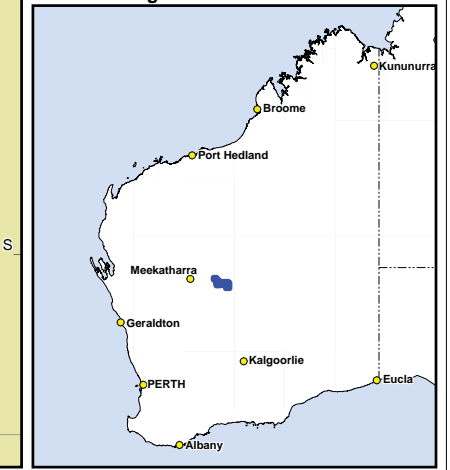 Kununurra
Broome
Port Hedland
S
Meekatharra
Geraldton
Kalgoorlie
PERTH
Eucla
Albany